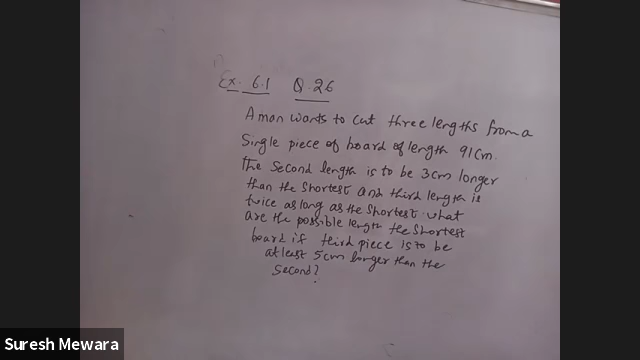 Ex. 6.1 Q.26
A man wants to cut three lengths from a
Single piece of board of length 91cm.
The second length is to be 3cm longer
than the shortest and third length is
twice as long as the shortest. what
are the possible length the shortest
board if third piece is to be
atleast 5cm longer than the
second?
Suresh Mewara